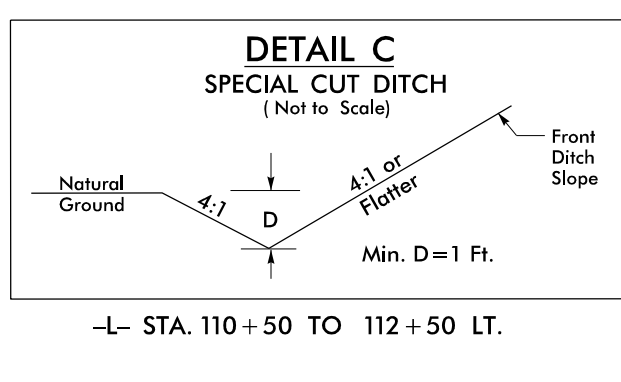 DETAIL C
SPECIAL CUT DITCH
( Not to Scale)
Natural
Ground
4:1
D
4:1 or
Flatter
Front
Ditch
Slope
Min. D=1 Ft.
–L– STA. 110+50 TO 112+50 LT.